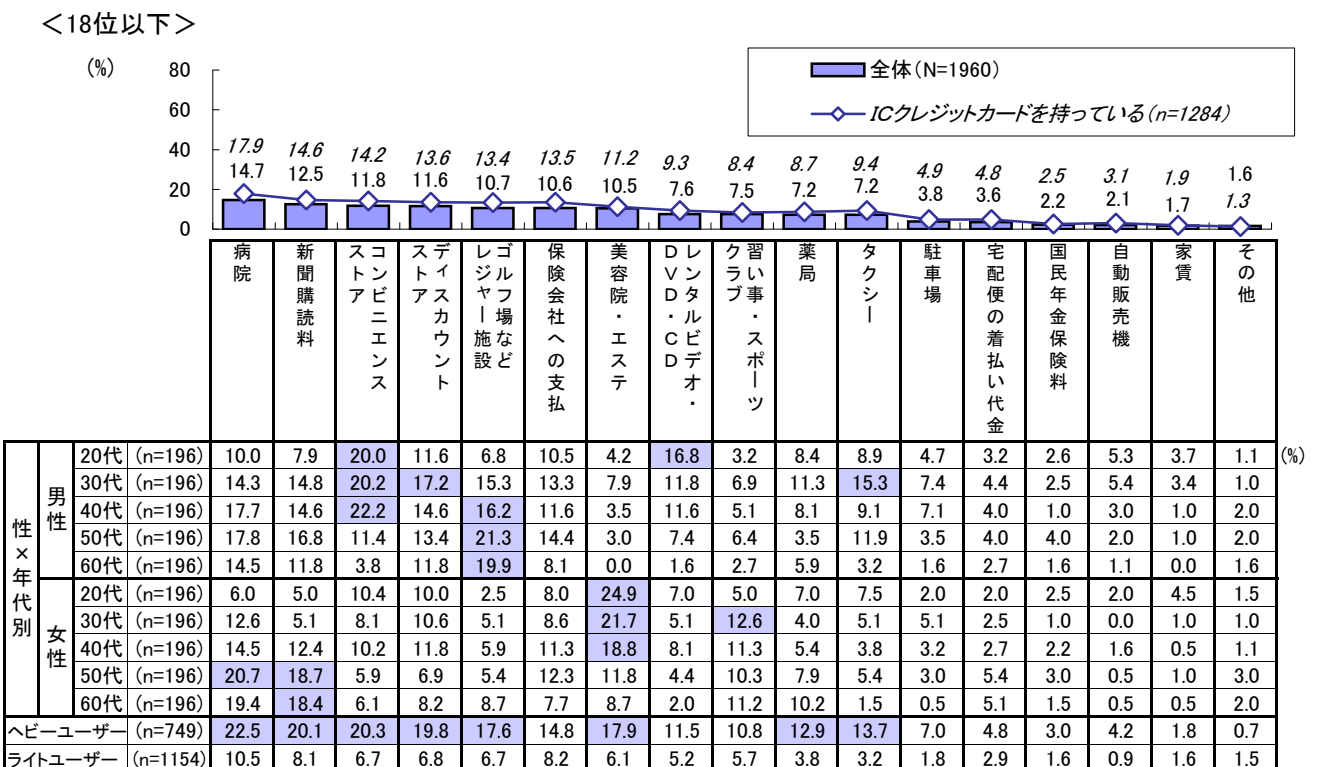 ＜18位以下＞
(%)
80
60
40
20
0
全体（N=1960）
ICクレジットカードを持っている（n=1284）
17.9 14.6 14.2 13.6 13.4 13.5 11.2 9.3 8.4 8.7 9.4 4.9 4.8 2.5 3.1 1.9 1.6
14.7 12.5 11.8 11.6 10.7 10.6 10.5 7.6 7.5 7.2 7.2 3.8 3.6 2.2 2.1 1.7 1.3
病院
新聞購読料
コンビニエンス
ストア
ディスカウント
ストア
ゴルフ場など
レジャー施設
保険会社への支払
美容院・エステ
レンタルビデオ・
ＤＶＤ・ＣＤ
習い事・スポーツ
クラブ
薬局
タクシー
駐車場
宅配便の着払い代金
国民年金保険料
自動販売機
家賃
その他
(%)
性×年代別
男性
20代 (n=196) 10.0 7.9 20.0 11.6 6.8 10.5 4.2 16.8 3.2 8.4 8.9 4.7 3.2 2.6 5.3 3.7 1.1
30代 (n=196) 14.3 14.8 20.2 17.2 15.3 13.3 7.9 11.8 6.9 11.3 15.3 7.4 4.4 2.5 5.4 3.4 1.0
40代 (n=196) 17.7 14.6 22.2 14.6 16.2 11.6 3.5 11.6 5.1 8.1 9.1 7.1 4.0 1.0 3.0 1.0 2.0
50代 (n=196) 17.8 16.8 11.4 13.4 21.3 14.4 3.0 7.4 6.4 3.5 11.9 3.5 4.0 4.0 2.0 1.0 2.0
60代 (n=196) 14.5 11.8 3.8 11.8 19.9 8.1 0.0 1.6 2.7 5.9 3.2 1.6 2.7 1.6 1.1 0.0 1.6
女性
20代 (n=196) 6.0 5.0 10.4 10.0 2.5 8.0 24.9 7.0 5.0 7.0 7.5 2.0 2.0 2.5 2.0 4.5 1.5
30代 (n=196) 12.6 5.1 8.1 10.6 5.1 8.6 21.7 5.1 12.6 4.0 5.1 5.1 2.5 1.0 0.0 1.0 1.0
40代 (n=196) 14.5 12.4 10.2 11.8 5.9 11.3 18.8 8.1 11.3 5.4 3.8 3.2 2.7 2.2 1.6 0.5 1.1
50代 (n=196) 20.7 18.7 5.9 6.9 5.4 12.3 11.8 4.4 10.3 7.9 5.4 3.0 5.4 3.0 0.5 1.0 3.0
60代 (n=196) 19.4 18.4 6.1 8.2 8.7 7.7 8.7 2.0 11.2 10.2 1.5 0.5 5.1 1.5 0.5 0.5 2.0
ヘビーユーザー (n=749) 22.5 20.1 20.3 19.8 17.6 14.8 17.9 11.5 10.8 12.9 13.7 7.0 4.8 3.0 4.2 1.8 0.7
ライトユーザー (n=1154) 10.5 8.1 6.7 6.8 6.7 8.2 6.1 5.2 5.7 3.8 3.2 1.8 2.9 1.6 0.9 1.6 1.5